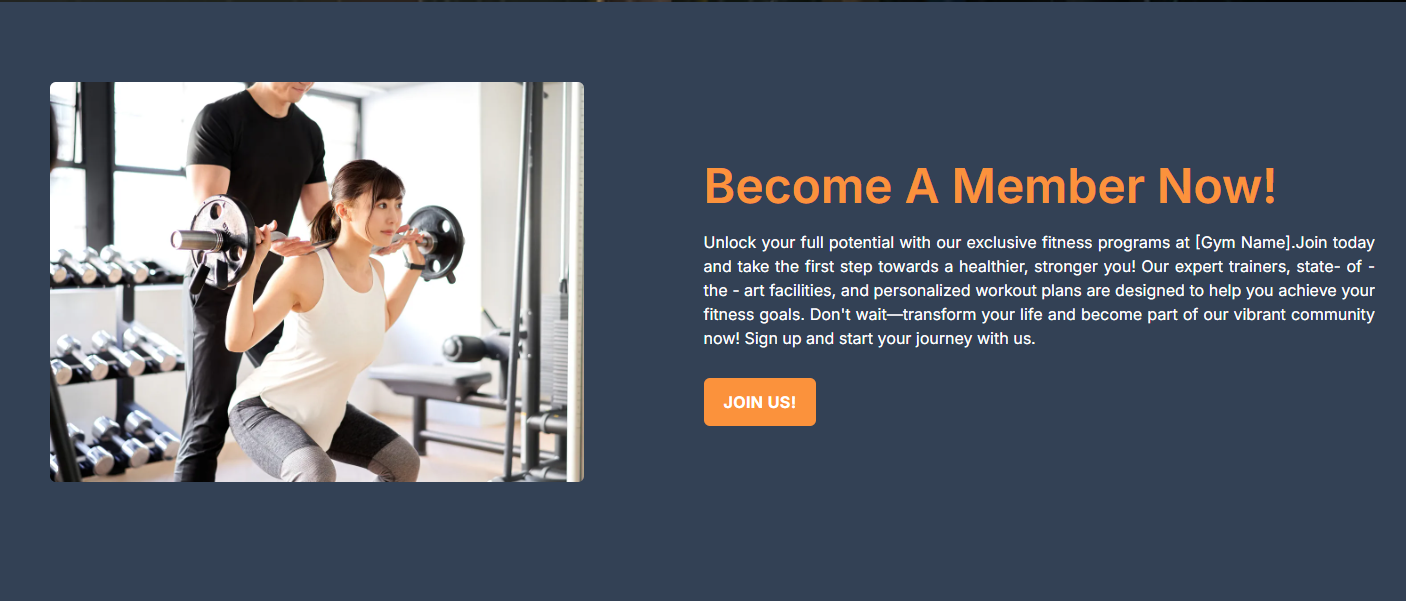 Become A Member Now!
Unlock your full potential with our exclusive fitness programs at [Gym Name].Join today
and take the first step towards a healthier, stronger you! Our expert trainers, state- of -
the - art facilities, and personalized workout plans are designed to help you achieve your
fitness goals. Don't wait—transform your life and become part of our vibrant community
now! Sign up and start your journey with us.
JOIN US!